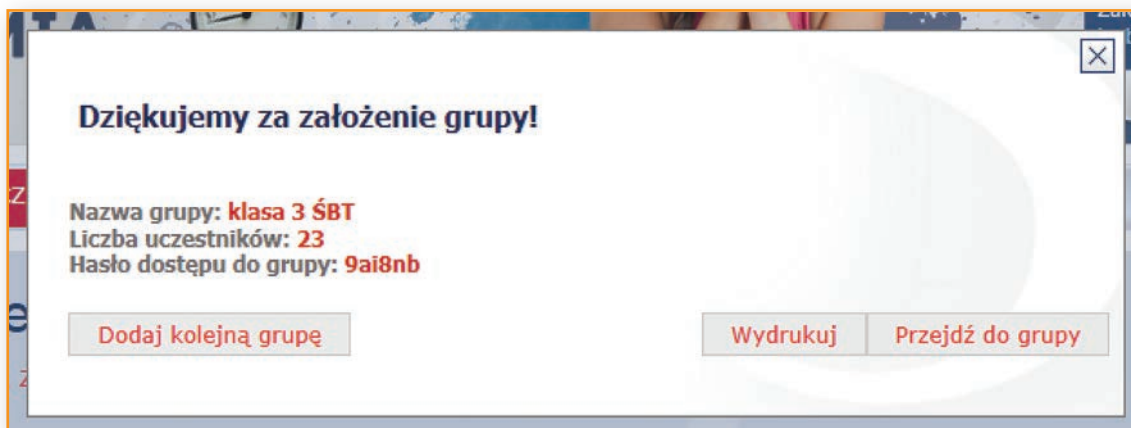 Dziękujemy za założenie grupy!
Nazwa grupy: klasa 3 ŚBT
Liczba uczestników: 23
Hasło dostępu do grupy: 9ai8nb
Dodaj kolejną grupę
Wydrukuj
Przejdź do grupy